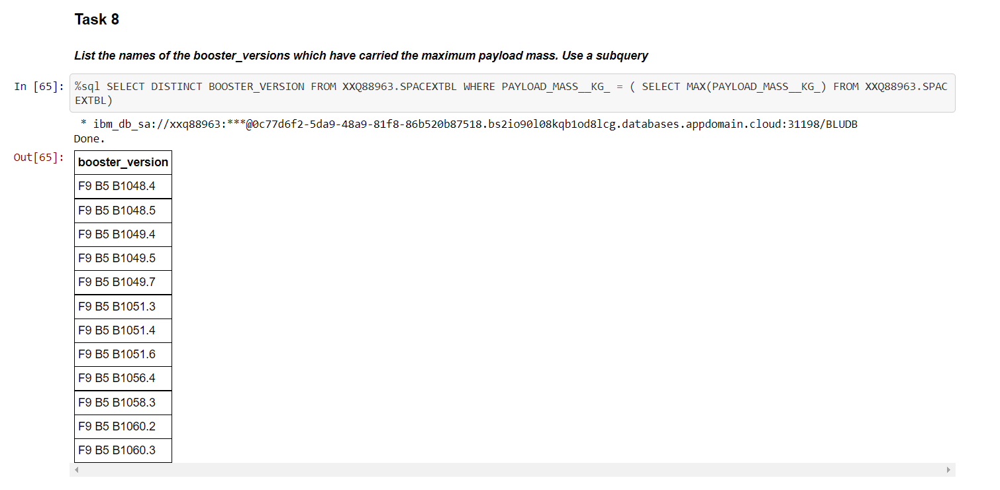 Task 8
List the names of the booster_versions which have carried the maximum payload mass. Use a subquery
In [65]: %sql SELECT DISTINCT BOOSTER_VERSION FROM XXQ88963.SPACEXTBL WHERE PAYLOAD_MASS__KG_ = ( SELECT MAX(PAYLOAD_MASS__KG_) FROM XXQ88963.SPAC
EXTBL)
* ibm_db_sa://xxq88963:***@0c77d6f2-5da9-48a9-81f8-86b520b87518.bs2io90l08kqb1od8lcg.databases.appdomain.cloud:31198/BLUDB
Done.
Out[65]:
booster_version
F9 B5 B1048.4
F9 B5 B1048.5
F9 B5 B1049.4
F9 B5 B1049.5
F9 B5 B1049.7
F9 B5 B1051.3
F9 B5 B1051.4
F9 B5 B1051.6
F9 B5 B1056.4
F9 B5 B1058.3
F9 B5 B1060.2
F9 B5 B1060.3